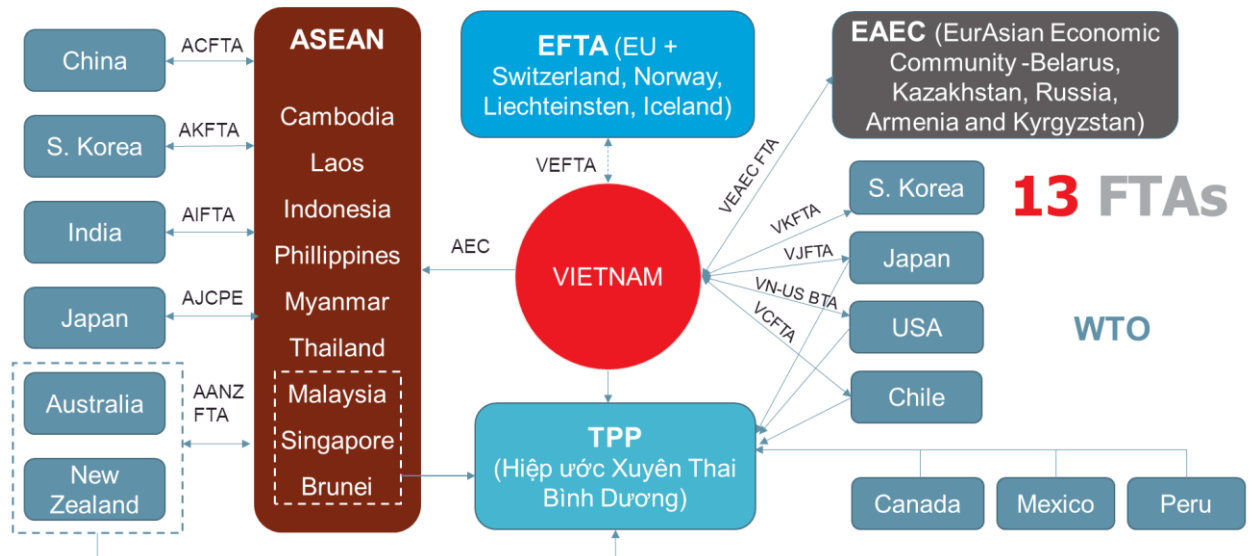 China
ACFTA
S. Korea
AKFTA
India
AIFTA
Japan
AJCPE
Australia
AANZ
FTA
New
Zealand
ASEAN
Cambodia
Laos
Indonesia
Phillippines
Myanmar
Thailand
Malaysia
Singapore
Brunei
EFTA (EU +
Switzerland, Norway,
Liechteinsten, Iceland)
VEFTA
AEC
VIETNAM
TPP
(Hiệp ước Xuyên Thai
Bình Dương)
EAEC (EurAsian Economic
Community -Belarus,
Kazakhstan, Russia,
Armenia and Kyrgyzstan)
VEAEC FTA
VKFTA
VJFTA
VN-US BTA
VCFTA
S. Korea
Japan
USA
Chile
13 FTAs
WTO
Canada
Mexico
Peru